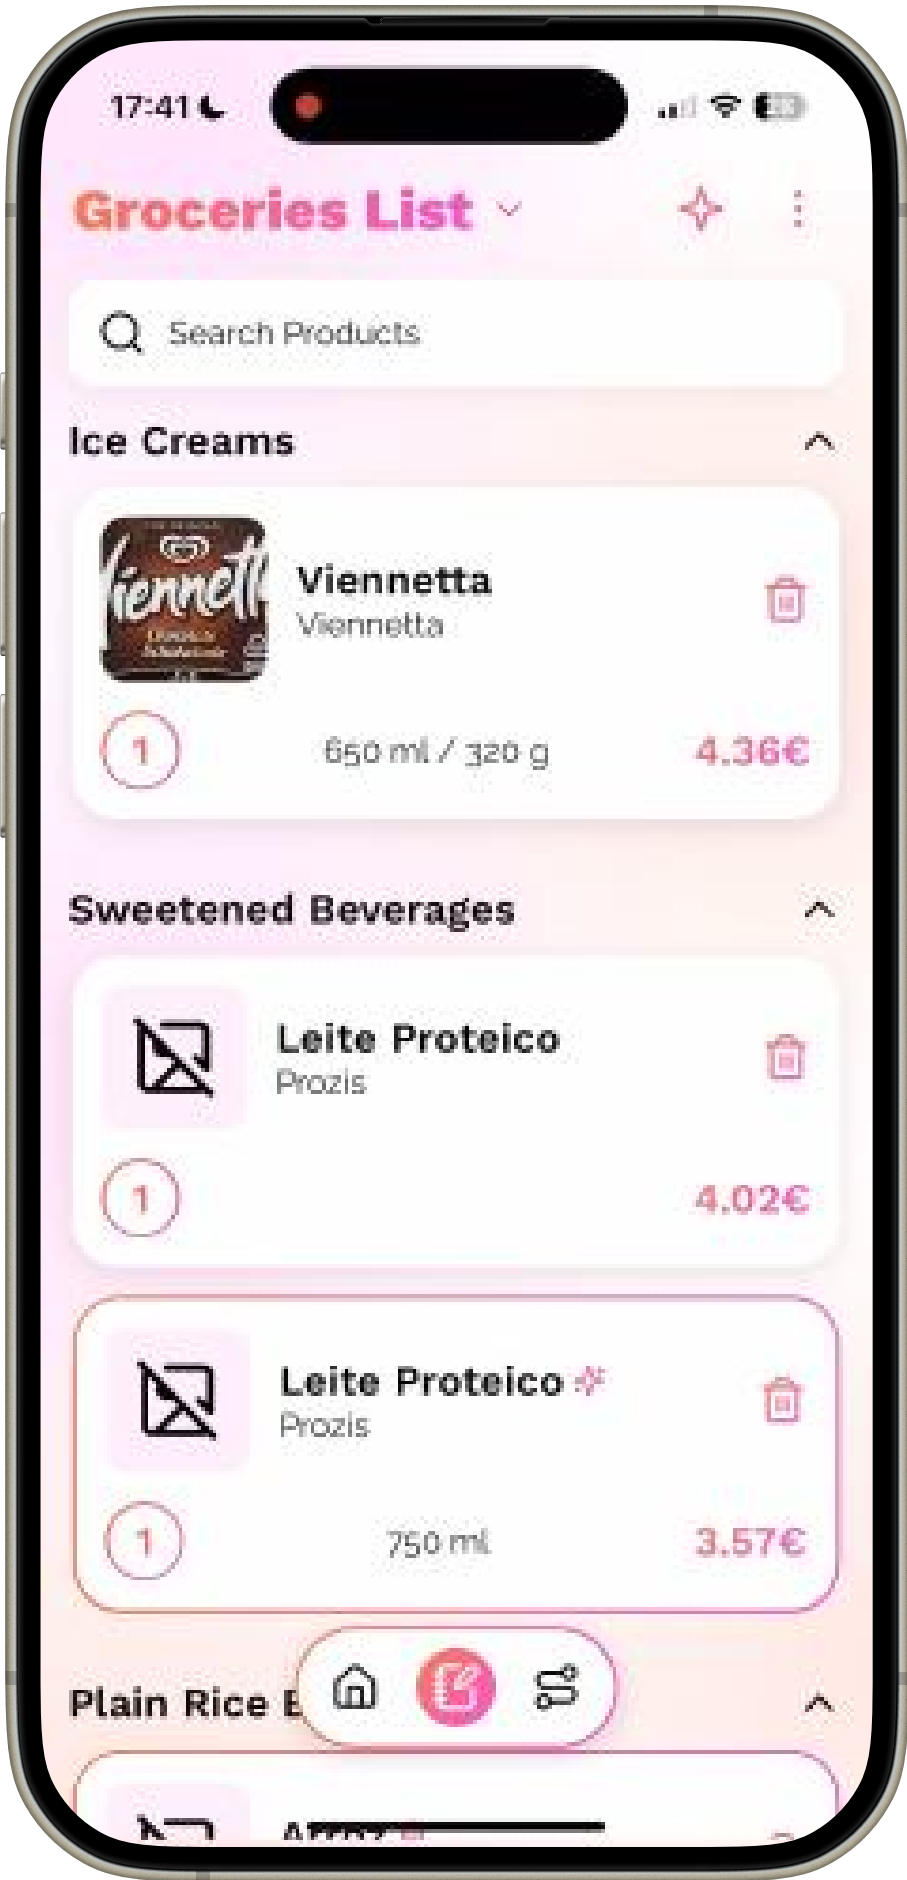 17:41
Groceries List
Search Products
Ice Creams
Viennetta
Viennetta
1
650 ml / 320 g
4.36€
Sweetened Beverages
Leite Proteico
Prozis
1
4.02€
Leite Proteico
Prozis
1
750 ml
3.57€
Plain Rice